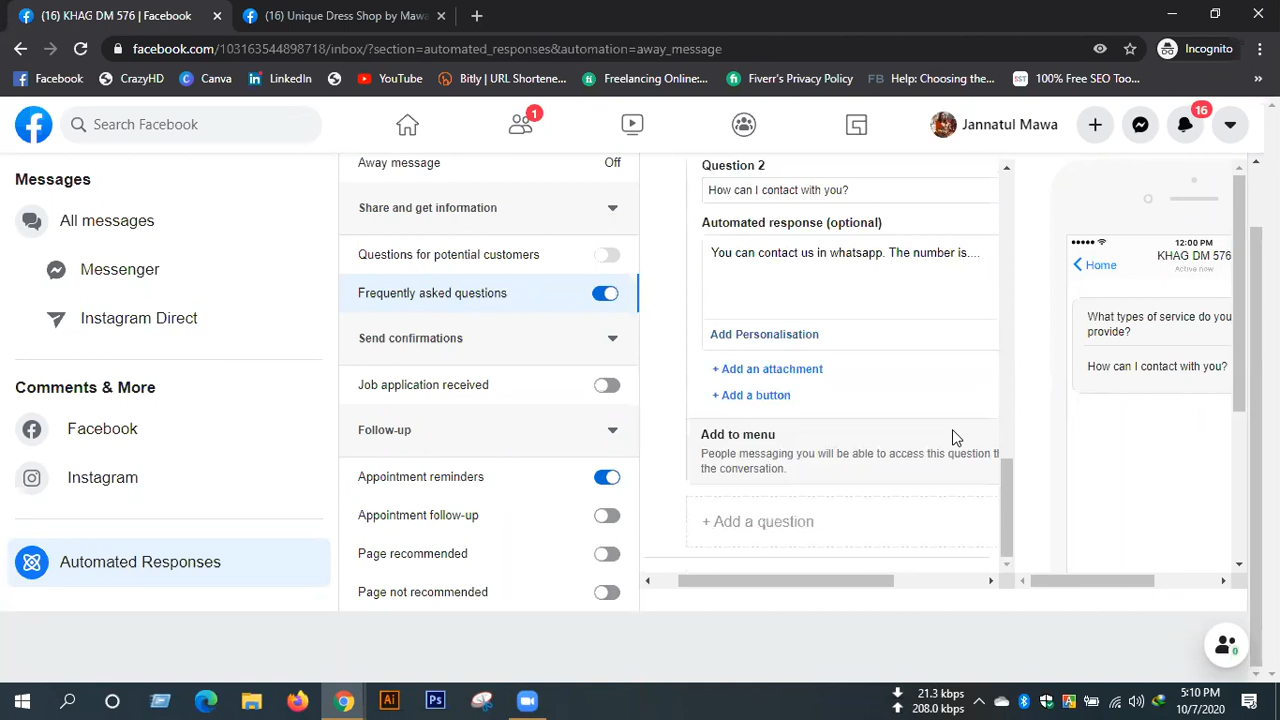 (16) KHAG DM 576 | Facebook
(16) Unique Dress Shop by Mawa
facebook.com/103163544898718/inbox/?section=automated_responses&automation=away_message
Incognito
Facebook
CrazyHD
Canva
LinkedIn
YouTube
Bitly | URL Shortene...
Freelancing Online:...
Fiverr's Privacy Policy
FB Help: Choosing the...
SST 100% Free SEO Too...
»
Search Facebook
1
Jannatul Mawa
16
Messages
All messages
Messenger
Instagram Direct
Comments & More
Facebook
Instagram
Automated Responses
Away message Off
Share and get information
Questions for potential customers
Frequently asked questions
Send confirmations
Job application received
Follow-up
Appointment reminders
Appointment follow-up
Page recommended
Page not recommended
Question 2
How can I contact with you?
Automated response (optional)
You can contact us in whatsapp. The number is....
Add Personalisation
+ Add an attachment
+ Add a button
Add to menu
People messaging you will be able to access this question th
the conversation.
+ Add a question
12:00 PM
Home
KHAG DM 576
Active now
What types of service do you
provide?
How can I contact with you?
0
Ai
Ps
21.3 kbps
208.0 kbps
5:10 PM
10/7/2020